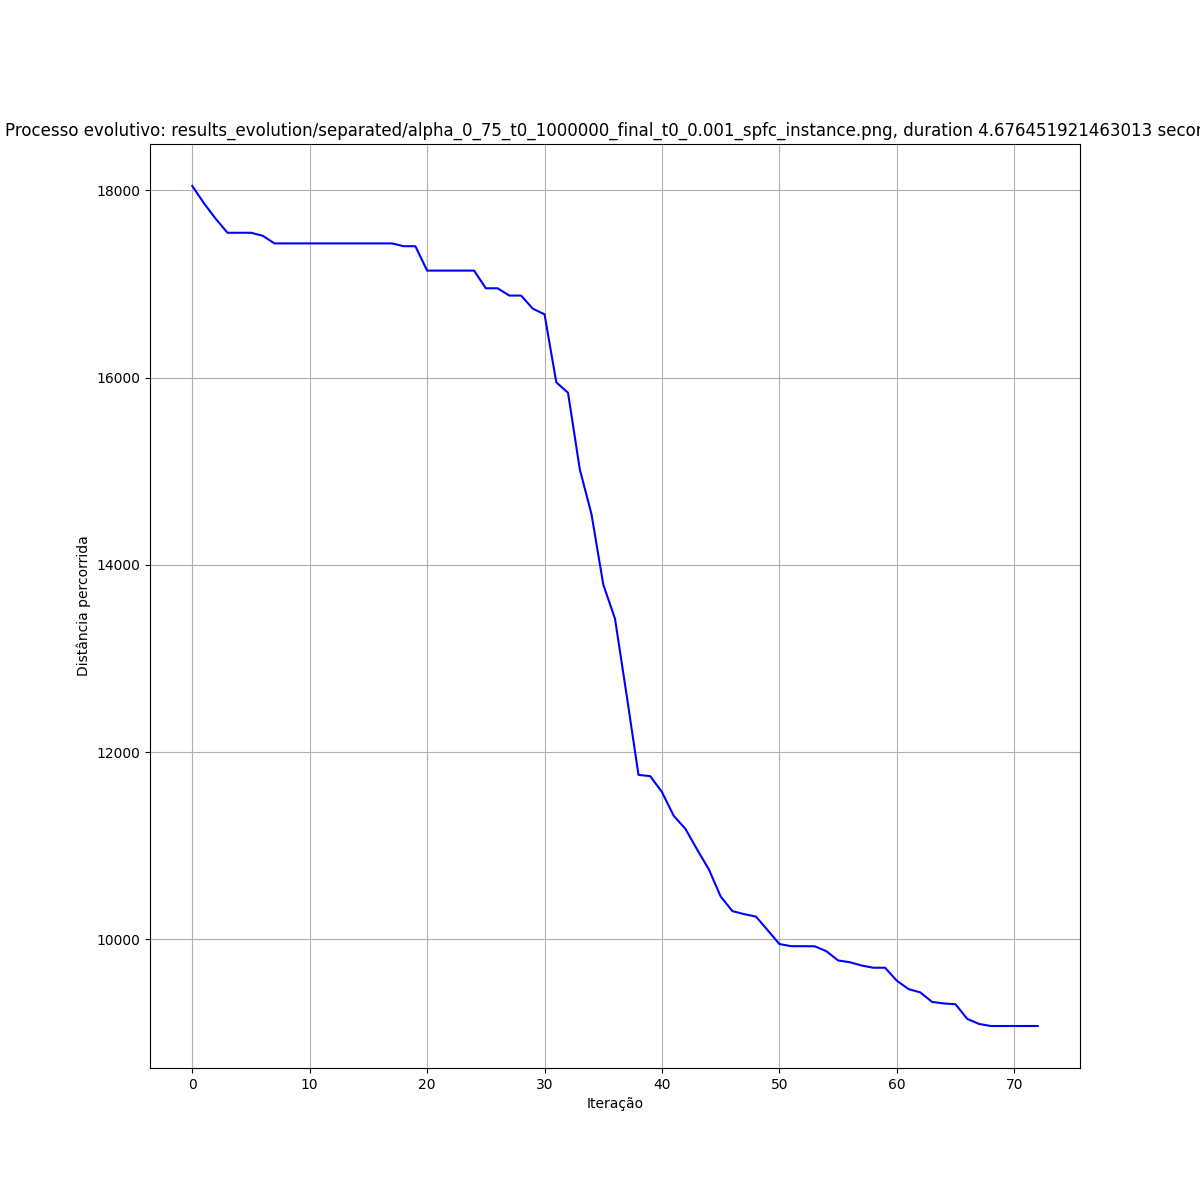 Processo evolutivo: results_evolution/separated/alpha_0_75_t0_1000000_final_t0_0.001_spfc_instance.png, duration 4.676451921463013 secon
18000
16000
14000
12000
10000
Distância percorrida
0 10 20 30 40 50 60 70
Iteração